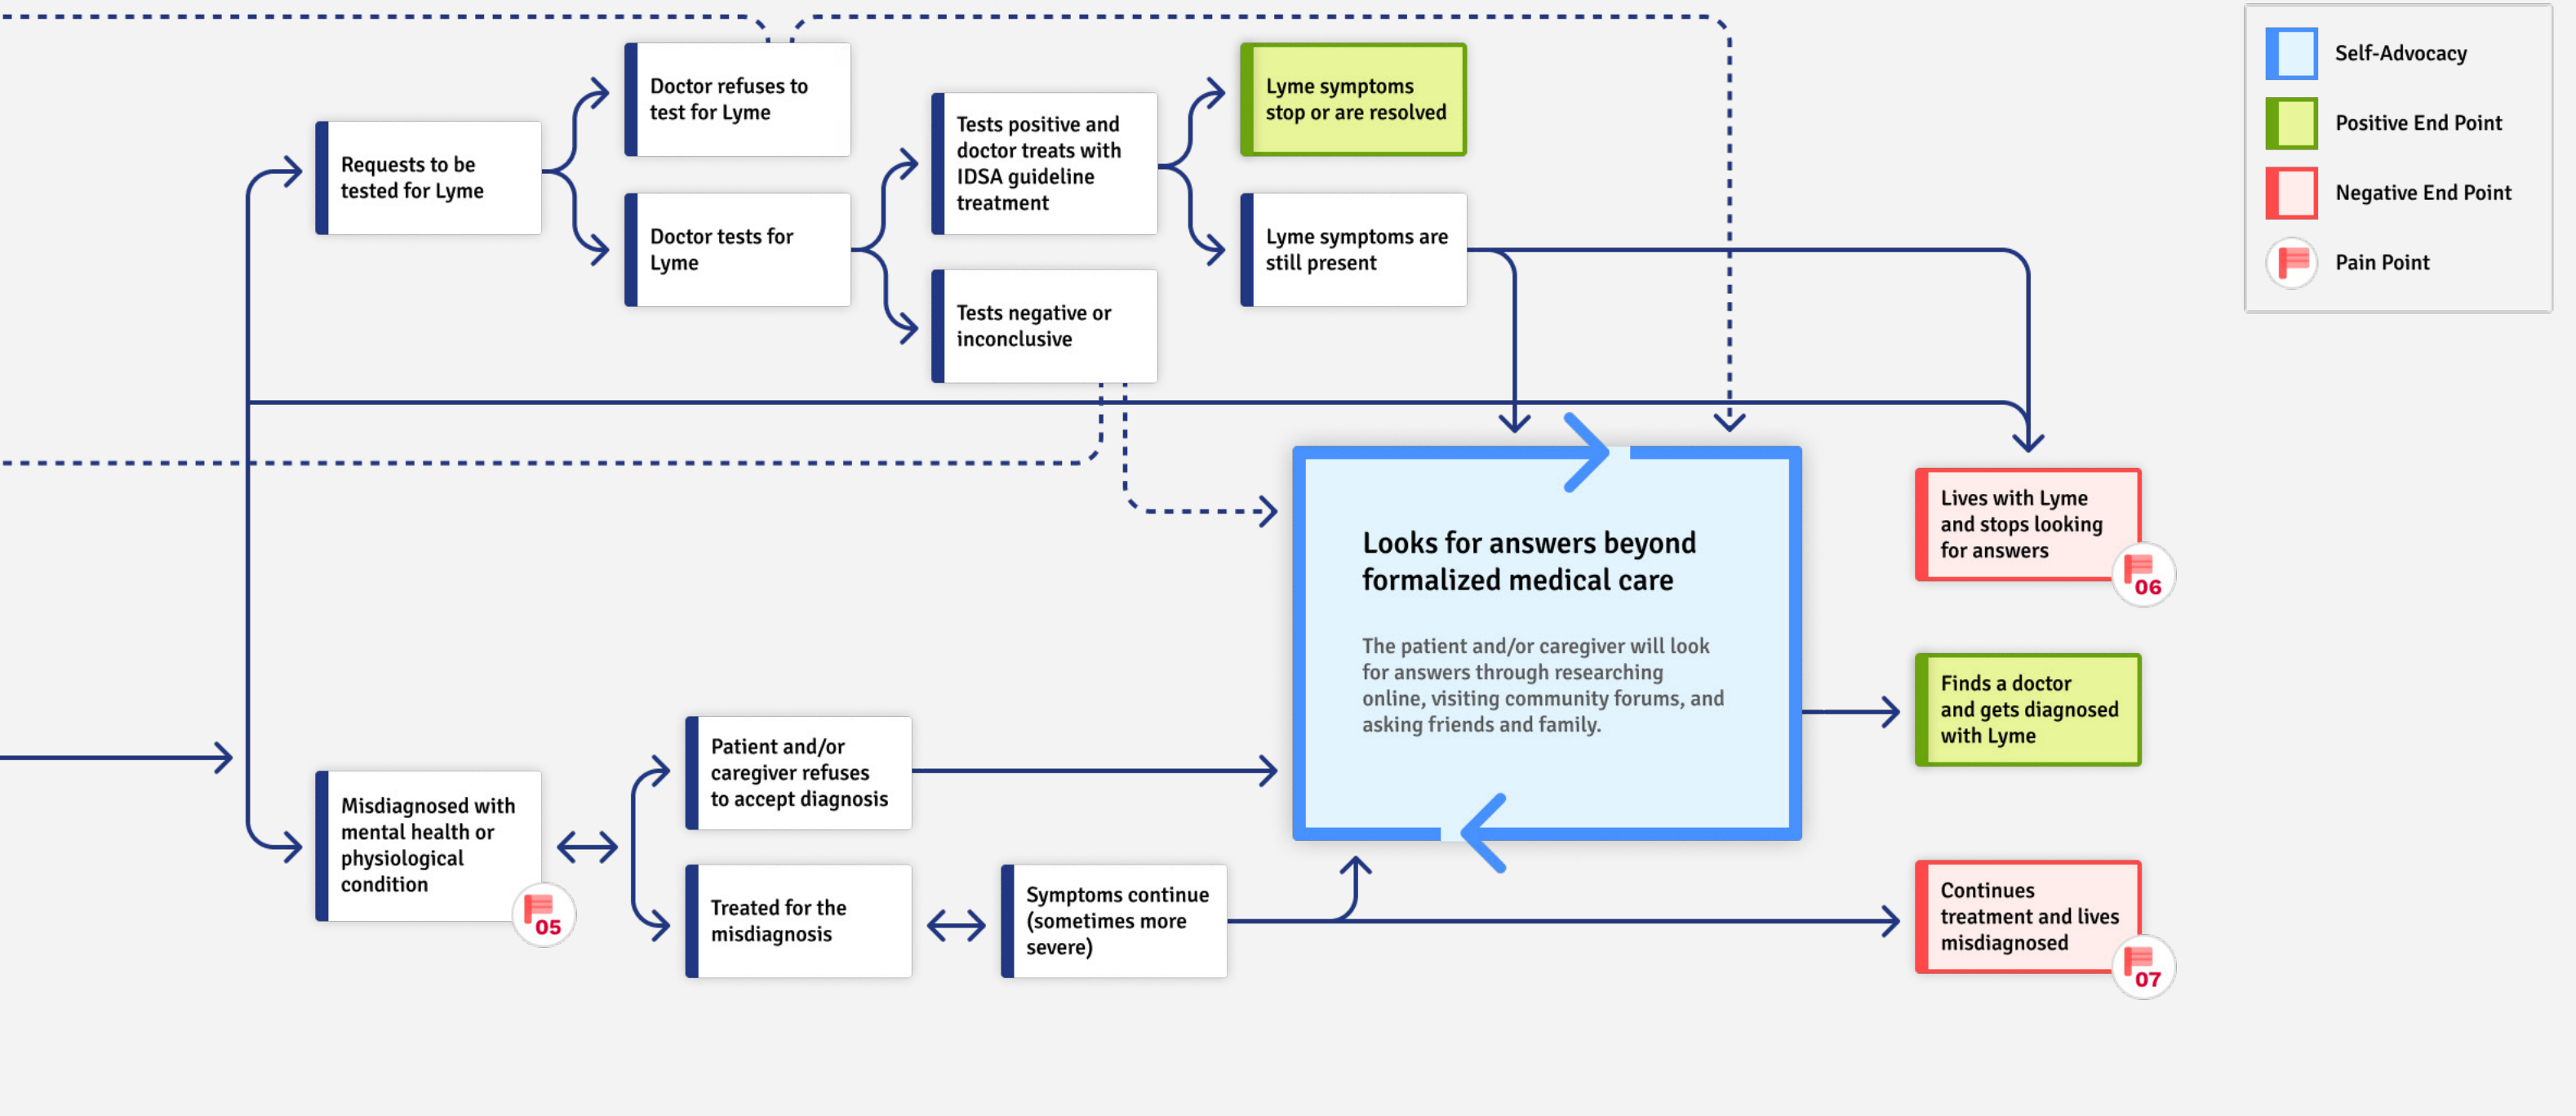 Doctor refuses to
test for Lyme
Lyme symptoms
stop or are resolved
Requests to be
tested for Lyme
Tests positive and
doctor treats with
IDSA guideline
treatment
Doctor tests for
Lyme
Lyme symptoms are
still present
Tests negative or
inconclusive
Self-Advocacy
Positive End Point
Negative End Point
Pain Point
Looks for answers beyond
formalized medical care
The patient and/or caregiver will look
for answers through researching
online, visiting community forums, and
asking friends and family.
Lives with Lyme
and stops looking
for answers
06
Finds a doctor
and gets diagnosed
with Lyme
Misdiagnosed with
mental health or
physiological
condition
05
Patient and/or
caregiver refuses
to accept diagnosis
Treated for the
misdiagnosis
Symptoms continue
(sometimes more
severe)
Continues
treatment and lives
misdiagnosed
07